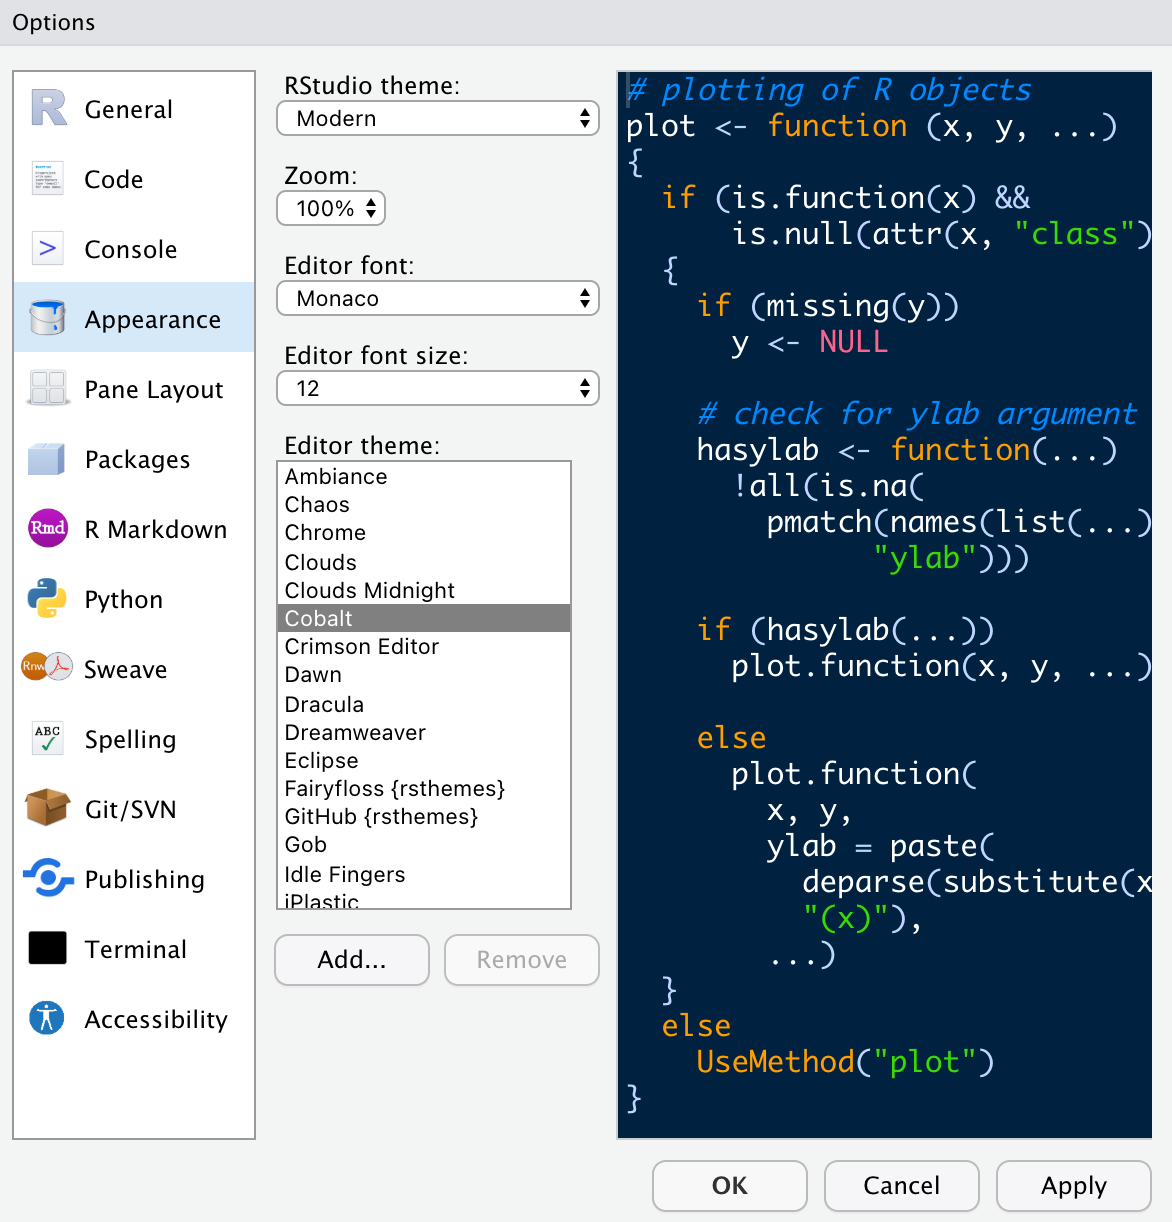 Options
General
Code
Console
Appearance
Pane Layout
Packages
Rmd R Markdown
Python
Rnw Sweave
ABC Spelling
Git/SVN
Publishing
Terminal
Accessibility
RStudio theme:
Modern
Zoom:
100%
Editor font:
Monaco
Editor font size:
12
Editor theme:
Ambiance
Chaos
Chrome
Clouds
Clouds Midnight
Cobalt
Crimson Editor
Dawn
Dracula
Dreamweaver
Eclipse
Fairyfloss {rsthemes}
GitHub {rsthemes}
Gob
Idle Fingers
iPlastic
Add...
Remove
# plotting of R objects
plot <- function (x, y, ...)
{
  if (is.function(x) &&
      is.null(attr(x, "class")
  {
    if (missing(y))
      y <- NULL
    # check for ylab argument
    hasylab <- function(...)
      !all(is.na(
        pmatch(names(list(...)
              "ylab")))
    if (hasylab(...))
      plot.function(x, y, ...)
    else
      plot.function(
        x, y,
        ylab = paste(
          deparse(substitute(x
          "(x)"),
        ...)
  }
  else
    UseMethod("plot")
}
OK
Cancel
Apply